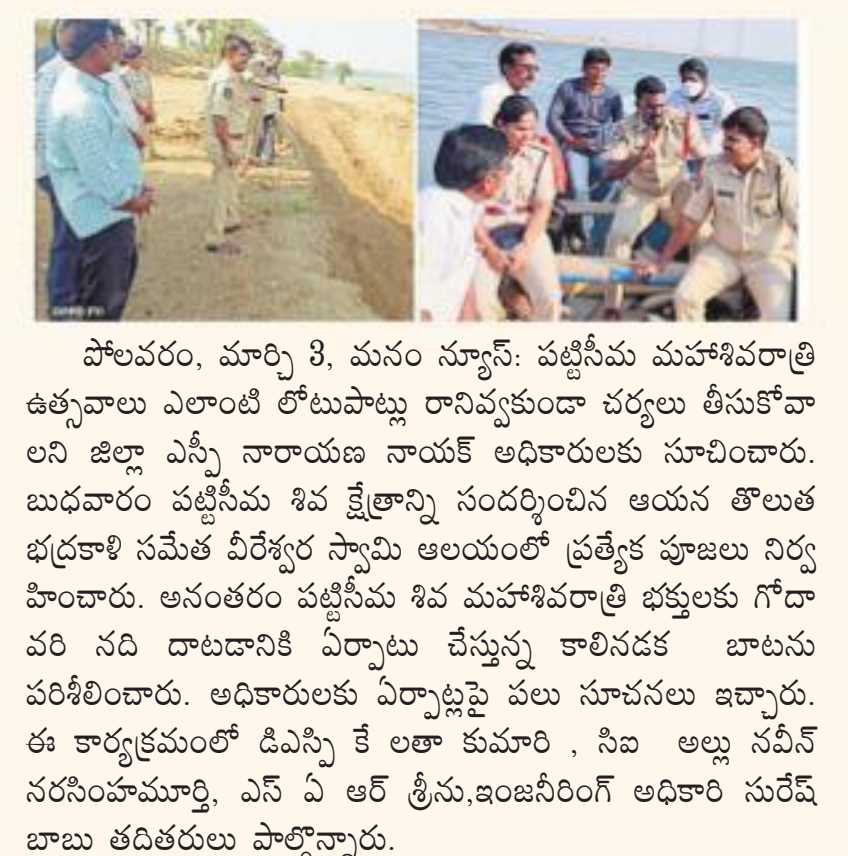 పోలవరం, మార్చి 3, మనం న్యూస్: పట్టిసీమ మహాశివరాత్రి
ఉత్సవాలు ఎలాంటి లోటుపాట్లు రానివ్వకుండా చర్యలు తీసుకోవా
లని జిల్లా ఎస్పీ నారాయణ నాయక్ అధికారులకు సూచించారు.
బుధవారం పట్టిసీమ శివ క్షేత్రాన్ని సందర్శించిన ఆయన తొలుత
భద్రకాళి సమేత వీరేశ్వర స్వామి ఆలయంలో ప్రత్యేక పూజలు నిర్వ
హించారు. అనంతరం పట్టిసీమ శివ మహాశివరాత్రి భక్తులకు గోదా
వరి నది దాటడానికి ఏర్పాటు చేస్తున్న కాలినడక బాటను
పరిశీలించారు. అధికారులకు ఏర్పాట్లపై పలు సూచనలు ఇచ్చారు.
ఈ కార్యక్రమంలో డిఎస్పి కే లతా కుమారి , సిఐ అల్లు నవీన్
నరసింహమూర్తి, ఎస్ ఏ ఆర్ శ్రీను,ఇంజనీరింగ్ అధికారి సురేష్
బాబు తదితరులు పాల్గొన్నారు.